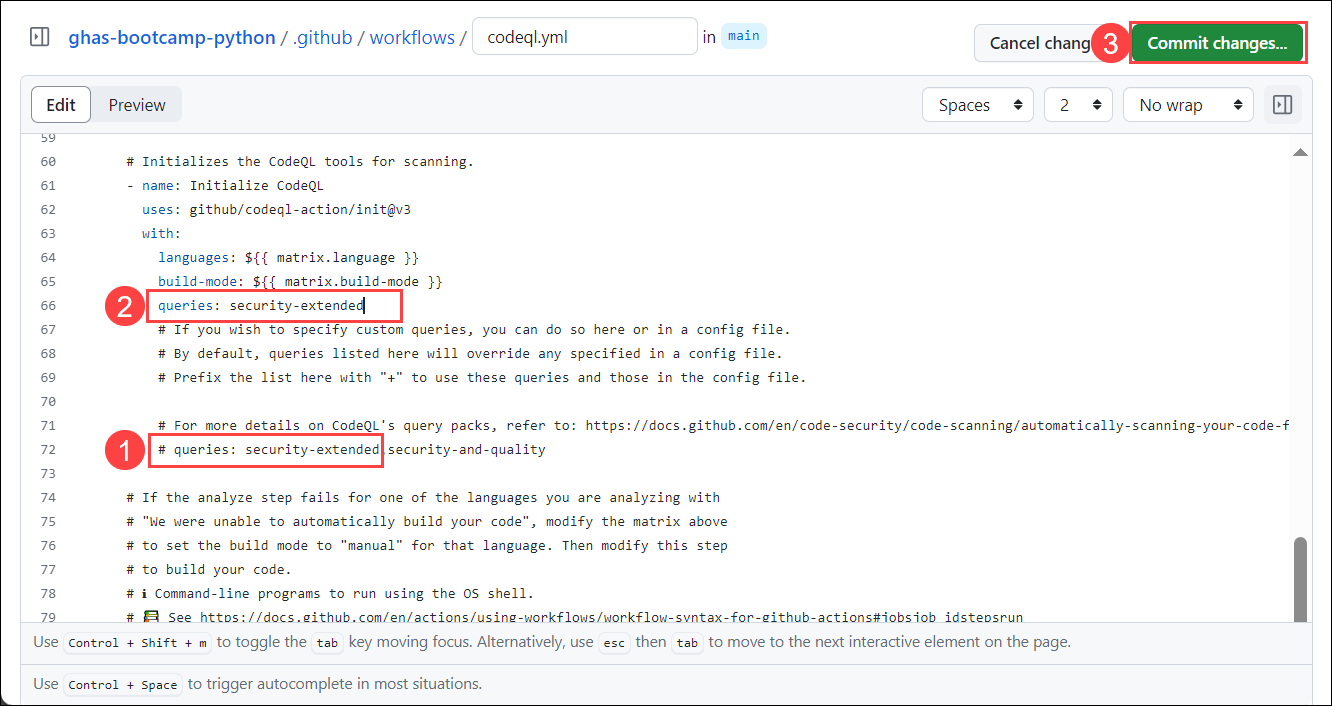 ghas-bootcamp-python / .github / workflows / codeql.yml in main
Cancel chang 3 Commit changes...
Edit Preview Spaces 2 No wrap
59
60 # Initializes the CodeQL tools for scanning.
61 - name: Initialize CodeQL
62 uses: github/codeql-action/init@v3
63 with:
64 languages: ${{ matrix.language }}
65 build-mode: ${{ matrix.build-mode }}
2 66 queries: security-extended
67 # If you wish to specify custom queries, you can do so here or in a config file.
68 # By default, queries listed here will override any specified in a config file.
69 # Prefix the list here with "+" to use these queries and those in the config file.
70
71 # For more details on CodeQL's query packs, refer to: https://docs.github.com/en/code-security/code-scanning/automatically-scanning-your-code-f
1 72 # queries: security-extended,security-and-quality
73
74 # If the analyze step fails for one of the languages you are analyzing with
75 # "We were unable to automatically build your code", modify the matrix above
76 # to set the build mode to "manual" for that language. Then modify this step
77 # to build your code.
78 # ℹ Command-line programs to run using the OS shell.
79 # 📚 See https://docs.github.com/en/actions/using-workflows/workflow-syntax-for-github-actions#jobsjob_idstepsrun
Use Control + Shift + m to toggle the tab key moving focus. Alternatively, use esc then tab to move to the next interactive element on the page.
Use Control + Space to trigger autocomplete in most situations.